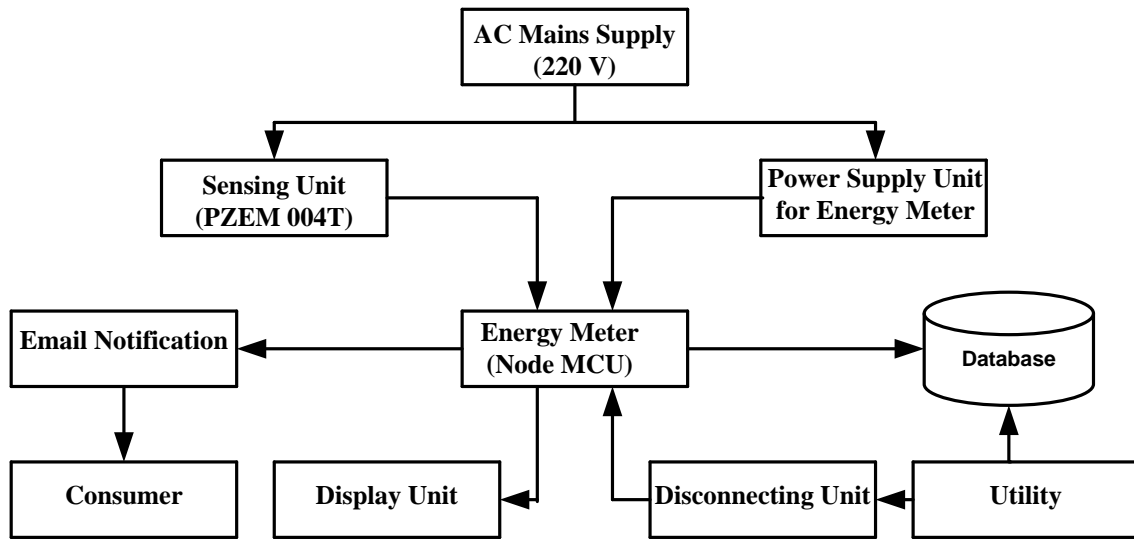 AC Mains Supply
(220 V)
Sensing Unit
(PZEM 004T)
Power Supply Unit
for Energy Meter
Email Notification
Energy Meter
(Node MCU)
Database
Consumer
Display Unit
Disconnecting Unit
Utility